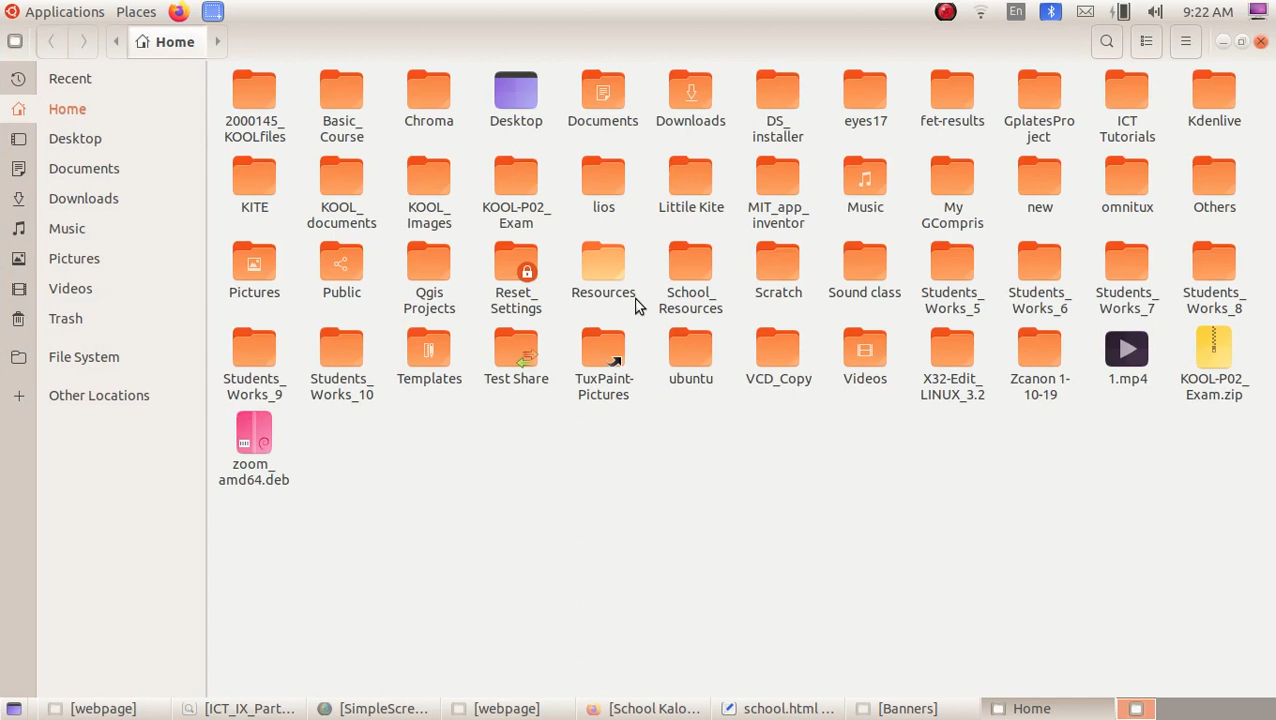 Applications Places En 9:22 AM
Home
Recent
Home
Desktop
Documents
Downloads
Music
Pictures
Videos
Trash
File System
Other Locations
2000145_ KOOLfiles
Basic_ Course
Chroma
Desktop
Documents
Downloads
DS_ installer
eyes17
fet-results
GplatesPro ject
ICT Tutorials
Kdenlive
KITE
KOOL_ documents
KOOL_ Images
KOOL-P02_ Exam
lios
Littile Kite
MIT_app_ inventor
Music
My GCompris
new
omnitux
Others
Pictures
Public
Qgis Projects
Reset_ Settings
Resources
School_ Resources
Scratch
Sound class
Students_ Works_5
Students_ Works_6
Students_ Works_7
Students_ Works_8
Students_ Works_9
Students_ Works_10
Templates
Test Share
TuxPaint- Pictures
ubuntu
VCD_Copy
Videos
X32-Edit_ LINUX_3.2
Zcanon 1- 10-19
1.mp4
KOOL-P02_ Exam.zip
zoom_ amd64.deb
[webpage] [ICT_IX_Part... [SimpleScre... [webpage] [School Kalo... school.html ... [Banners] Home